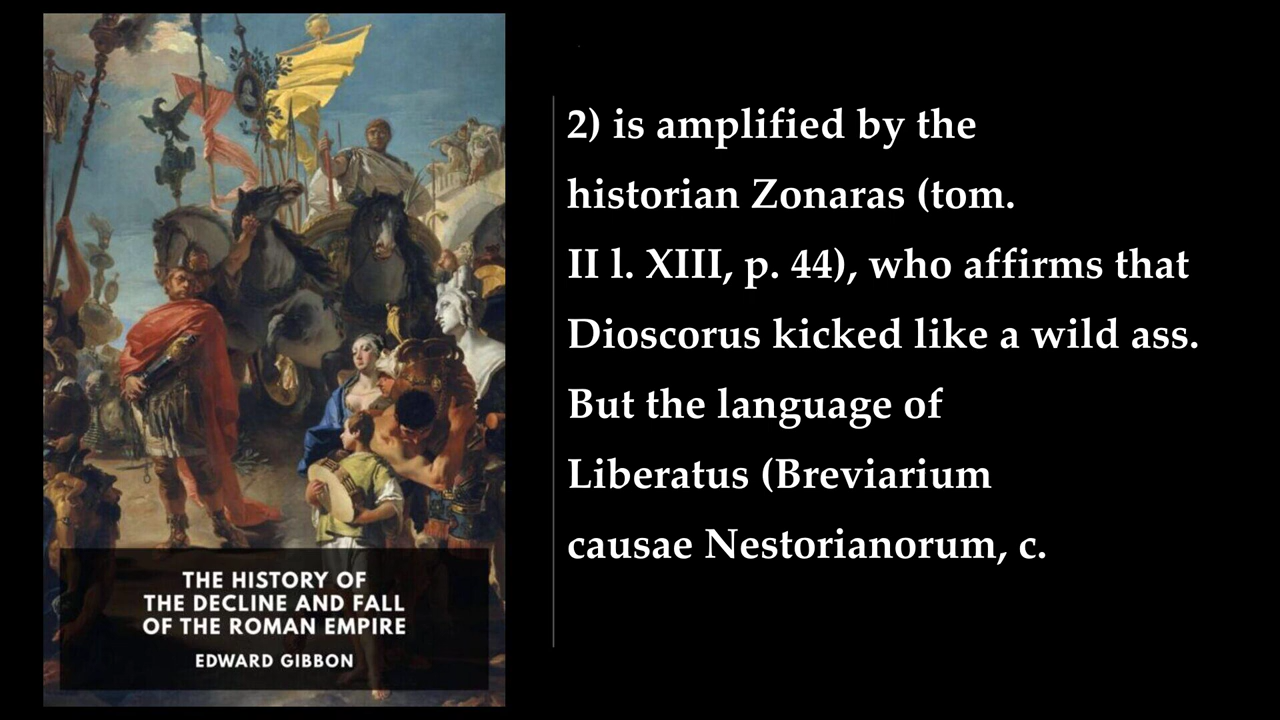 2) is amplified by the
historian Zonaras (tom.
II l. XIII, p. 44), who affirms that
Dioscorus kicked like a wild ass.
But the language of
Liberatus (Breviarium
causae Nestorianorum, c.
THE HISTORY OF
THE DECLINE AND FALL
OF THE ROMAN EMPIRE
EDWARD GIBBON